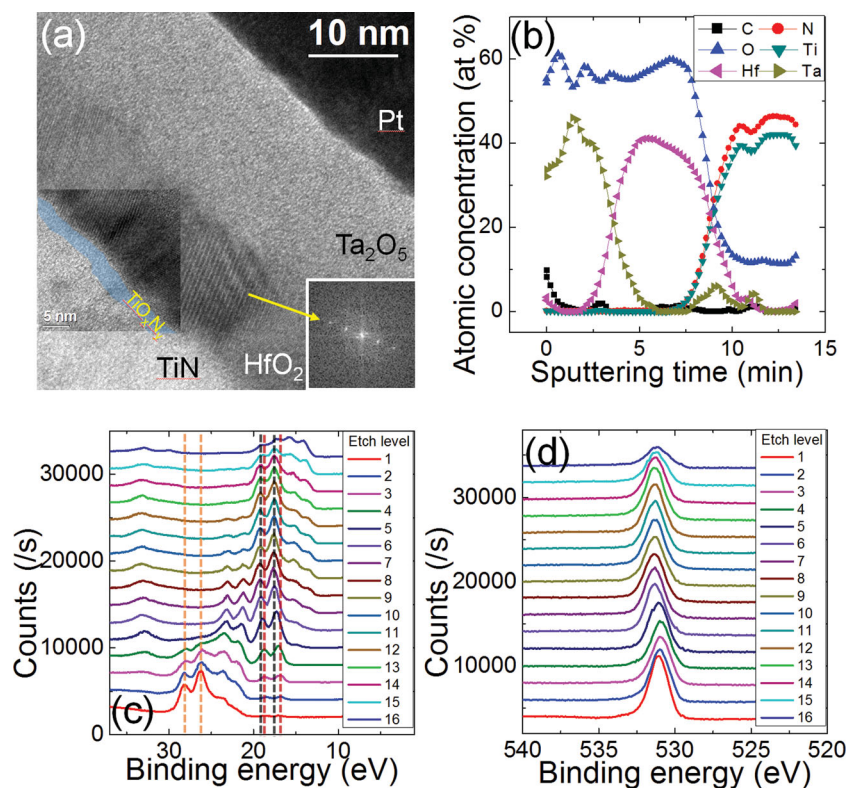 (a)
10 nm
Pt
Ta2O5
TiOxNy
5 nm
TiN
HfO2
(b)
C N
O Ti
Hf Ta
Atomic concentration (at %)
60
40
20
0
0 5 10 15
Sputtering time (min)
(c)
Etch level
1
2
3
4
5
6
7
8
9
10
11
12
13
14
15
16
Counts (/s)
30000
20000
10000
0
30 20 10
Binding energy (eV)
(d)
Etch level
1
2
3
4
5
6
7
8
9
10
11
12
13
14
15
16
Counts (/s)
30000
20000
10000
540 535 530 525 520
Binding energy (eV)